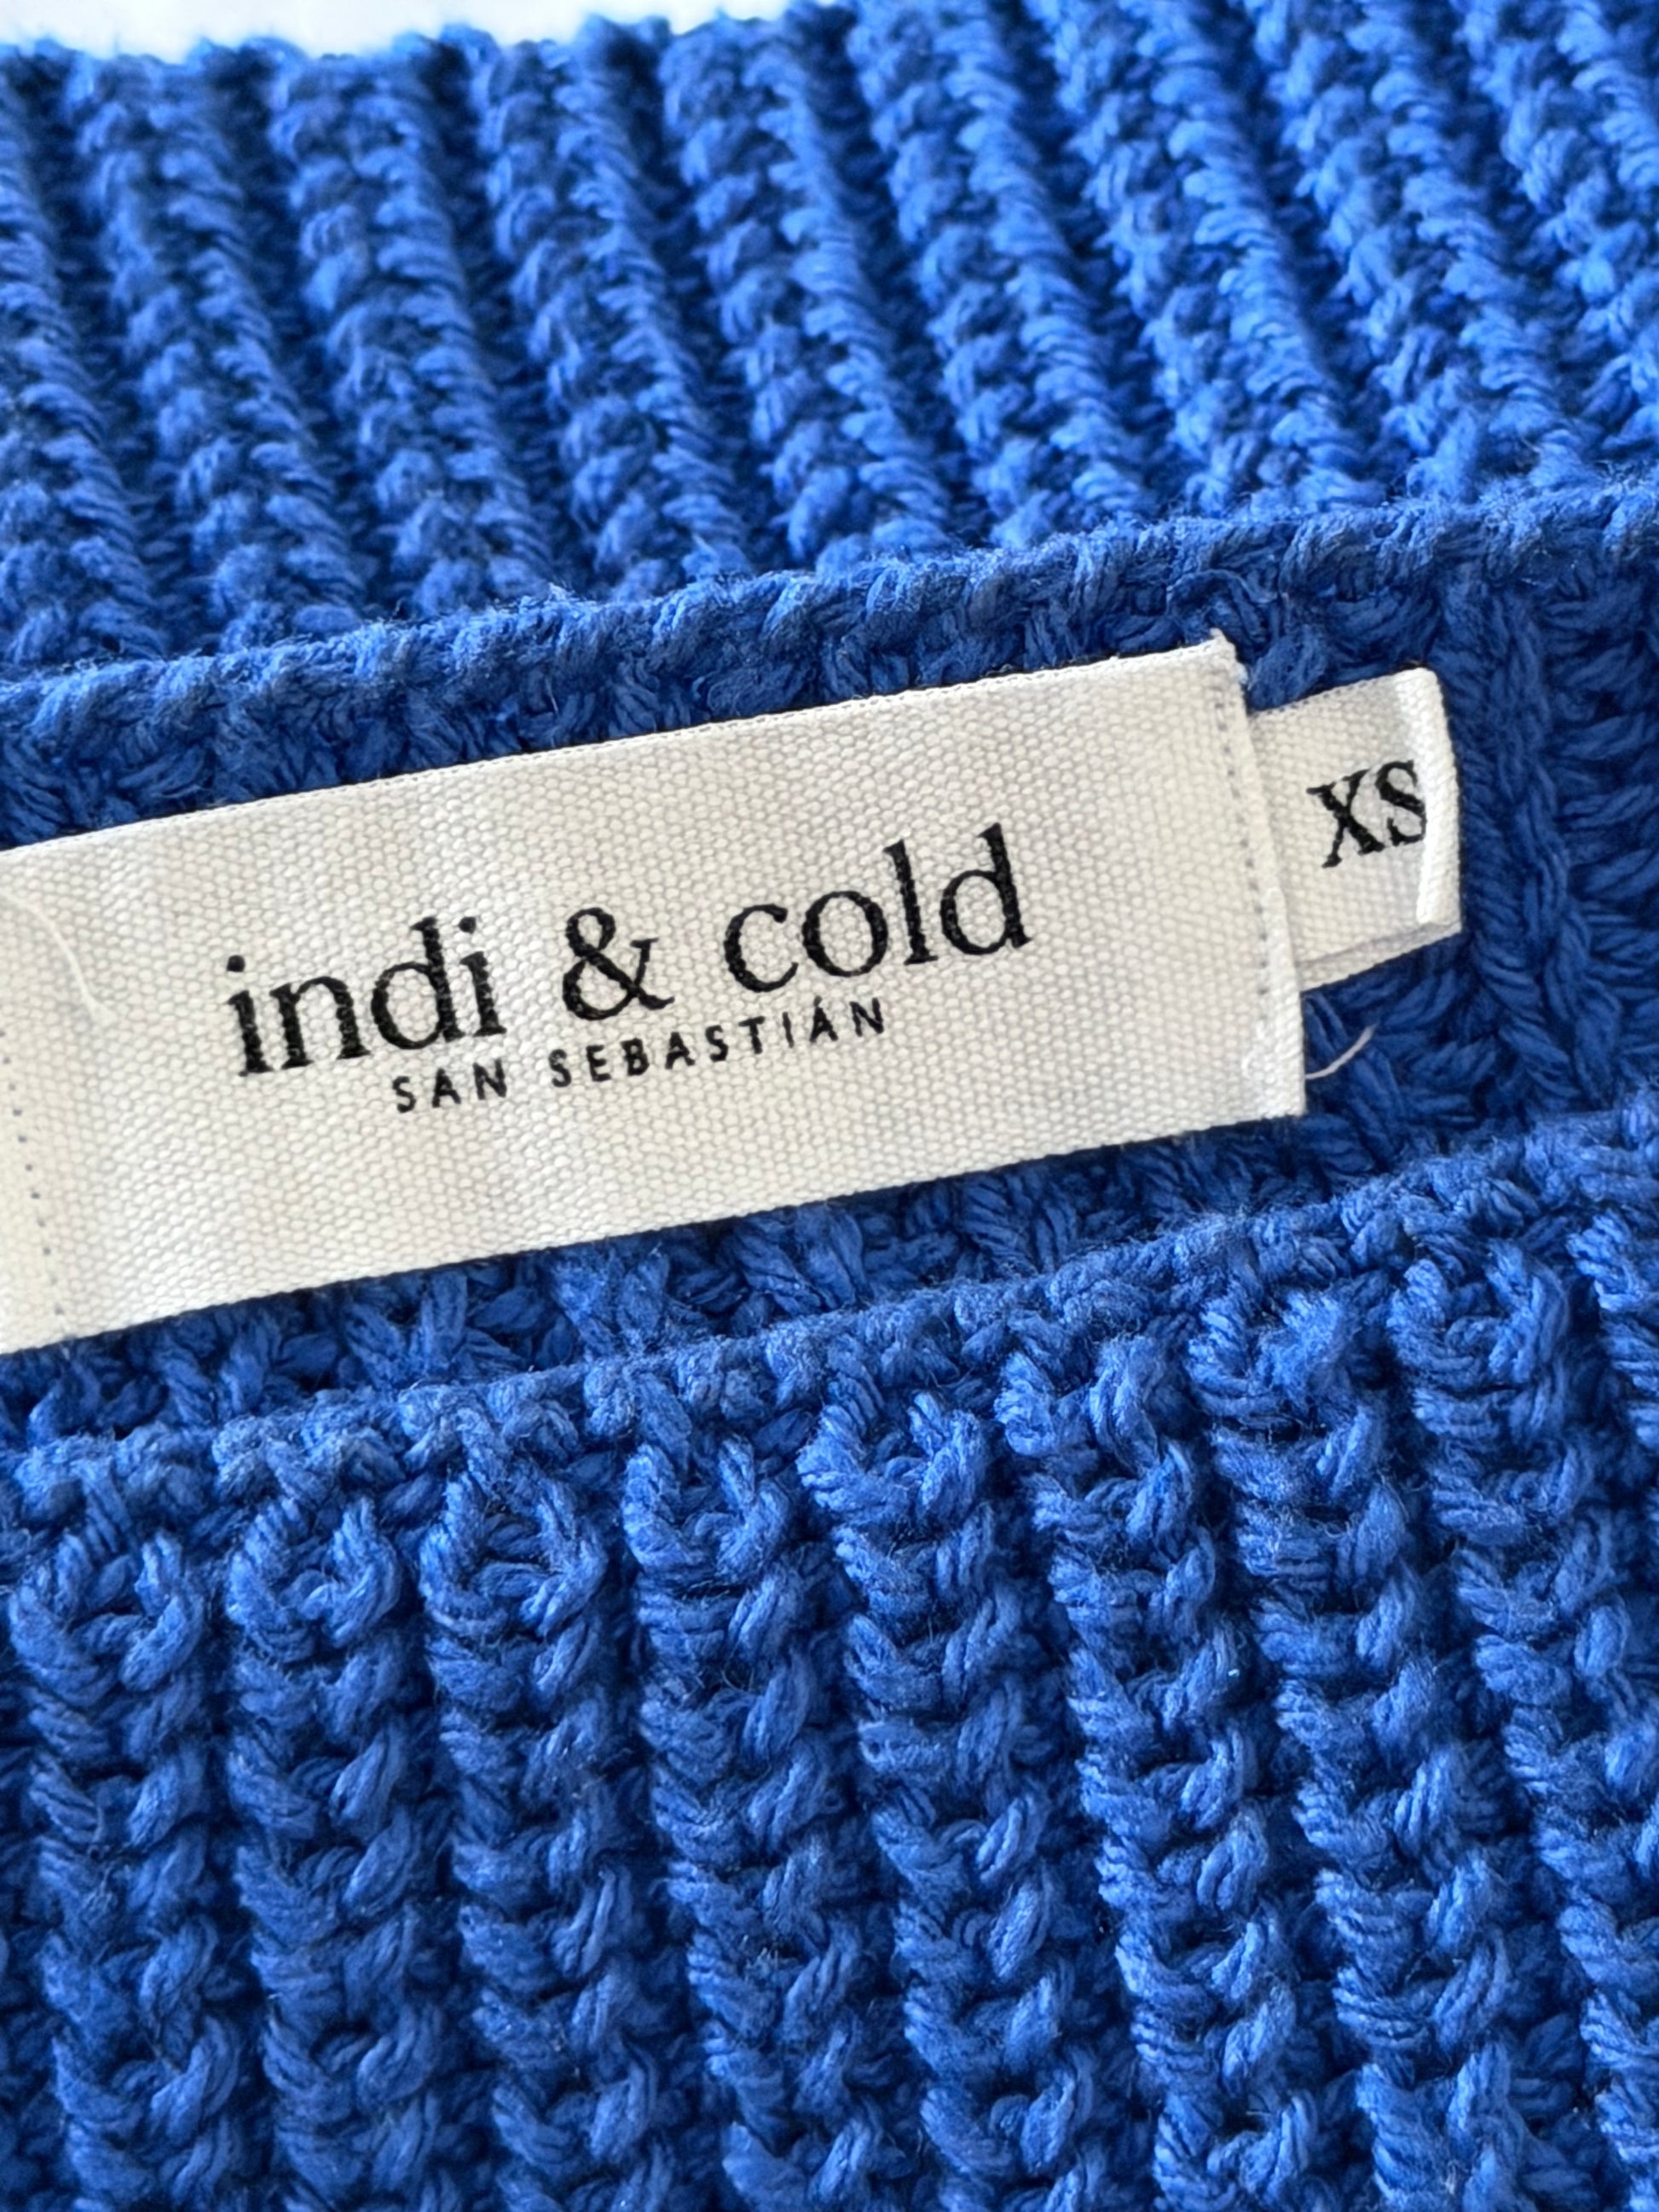 indi & cold
SAN SEBASTIÁN
XS